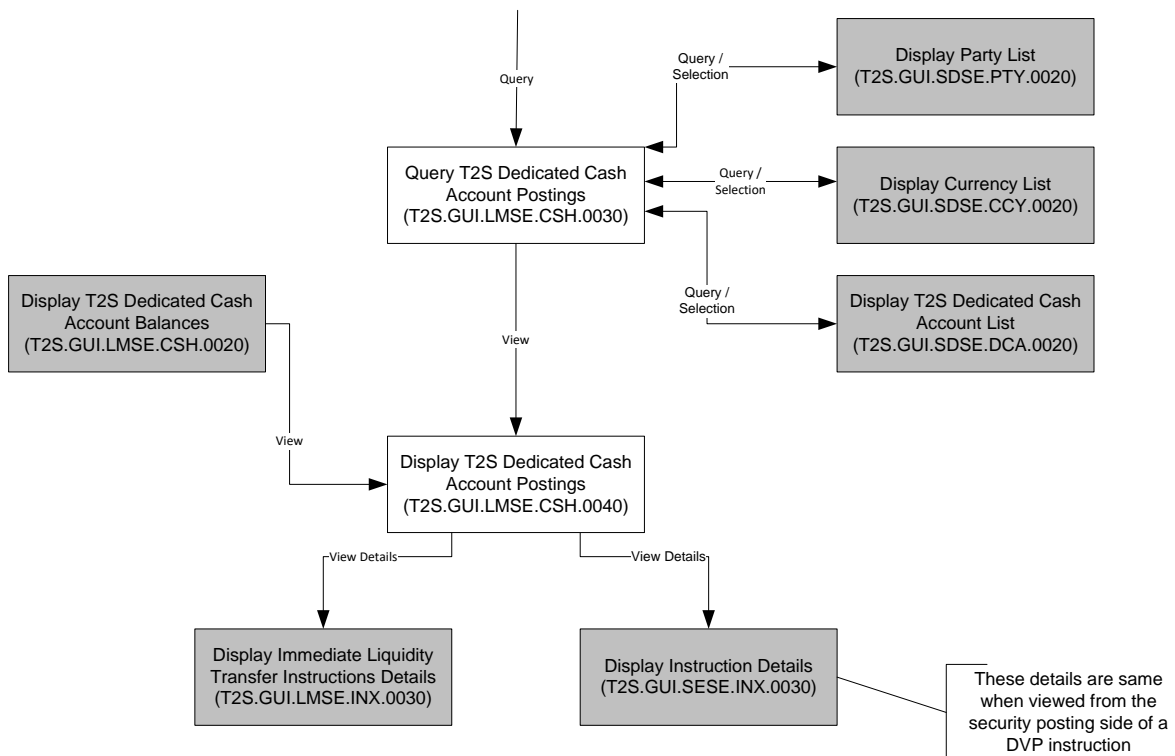 Query
Query /
Selection
Display Party List
(T2S.GUI.SDSE.PTY.0020)
Query T2S Dedicated Cash
Account Postings
(T2S.GUI.LMSE.CSH.0030)
Query /
Selection
Display Currency List
(T2S.GUI.SDSE.CCY.0020)
Query /
Selection
Display T2S Dedicated Cash
Account List
(T2S.GUI.SDSE.DCA.0020)
Display T2S Dedicated Cash
Account Balances
(T2S.GUI.LMSE.CSH.0020)
View
View
Display T2S Dedicated Cash
Account Postings
(T2S.GUI.LMSE.CSH.0040)
View Details
View Details
Display Immediate Liquidity
Transfer Instructions Details
(T2S.GUI.LMSE.INX.0030)
Display Instruction Details
(T2S.GUI.SESE.INX.0030)
These details are same
when viewed from the
security posting side of a
DVP instruction